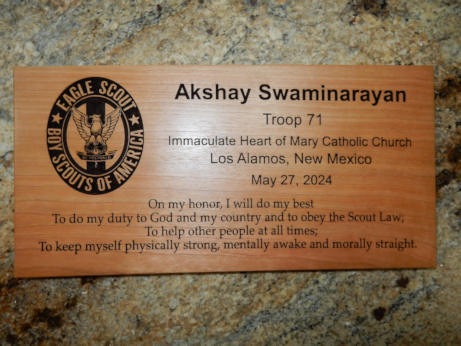 EAGLE SCOUT
BOY SCOUTS OF AMERICA
Akshay Swaminarayan
Troop 71
Immaculate Heart of Mary Catholic Church
Los Alamos, New Mexico
May 27, 2024
On my honor, I will do my best
To do my duty to God and my country and to obey the Scout Law;
To help other people at all times;
To keep myself physically strong, mentally awake and morally straight.